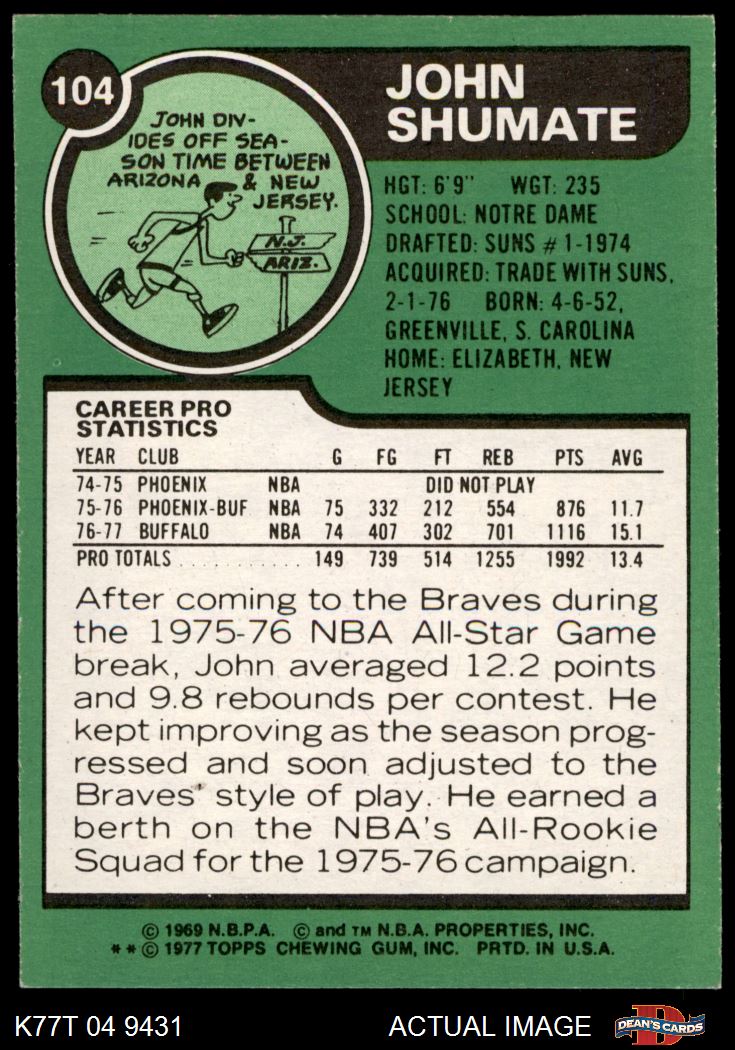 104
JOHN
SHUMATE
JOHN DIV-
IDES OFF SEA-
SON TIME BETWEEN
ARIZONA & NEW
JERSEY.
N.J.
ARIZ.
HGT: 6'9" WGT: 235
SCHOOL: NOTRE DAME
DRAFTED: SUNS #1-1974
ACQUIRED: TRADE WITH SUNS,
2-1-76 BORN: 4-6-52,
GREENVILLE, S. CAROLINA
HOME: ELIZABETH, NEW
JERSEY
CAREER PRO
STATISTICS
YEAR CLUB G FG FT REB PTS AVG
74-75 PHOENIX NBA DID NOT PLAY
75-76 PHOENIX-BUF NBA 75 332 212 554 876 11.7
76-77 BUFFALO NBA 74 407 302 701 1116 15.1
PRO TOTALS . . . . . . . . . . . 149 739 514 1255 1992 13.4
After coming to the Braves during
the 1975-76 NBA All-Star Game
break, John averaged 12.2 points
and 9.8 rebounds per contest. He
kept improving as the season prog-
ressed and soon adjusted to the
Braves' style of play. He earned a
berth on the NBA's All-Rookie
Squad for the 1975-76 campaign.
© 1969 N.B.P.A. © and TM N.B.A. PROPERTIES, INC.
**© 1977 TOPPS CHEWING GUM, INC. PRTD. IN U.S.A.
K77T 04 9431 ACTUAL IMAGE D DEAN'S CARDS